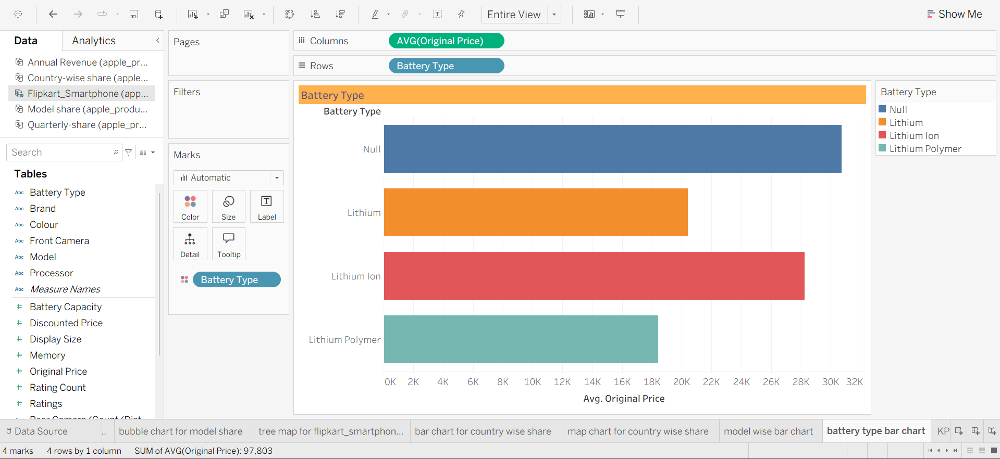 Entire View
Show Me
Data
Analytics
Annual Revenue (apple_pr...
Country-wise share (apple...
Flipkart_Smartphone (app...
Model share (apple_produ...
Quarterly-share (apple_pr...
Search
Tables
Abc Battery Type
Abc Brand
Abc Colour
Abc Front Camera
Abc Model
Abc Processor
Abc Measure Names
# Battery Capacity
# Discounted Price
# Display Size
# Memory
# Original Price
# Rating Count
# Ratings
Pages
Filters
Marks
Automatic
Color
Size
Label
Detail
Tooltip
Battery Type
Columns
AVG(Original Price)
Rows
Battery Type
Battery Type
Battery Type
Null
Lithium
Lithium Ion
Lithium Polymer
0K 2K 4K 6K 8K 10K 12K 14K 16K 18K 20K 22K 24K 26K 28K 30K 32K
Avg. Original Price
Battery Type
Null
Lithium
Lithium Ion
Lithium Polymer
Data Source
..
bubble chart for model share
tree map for flipkart_smartphon...
bar chart for country wise share
map chart for country wise share
model wise bar chart
battery type bar chart
KP
4 marks
4 rows by 1 column
SUM of AVG(Original Price): 97,803